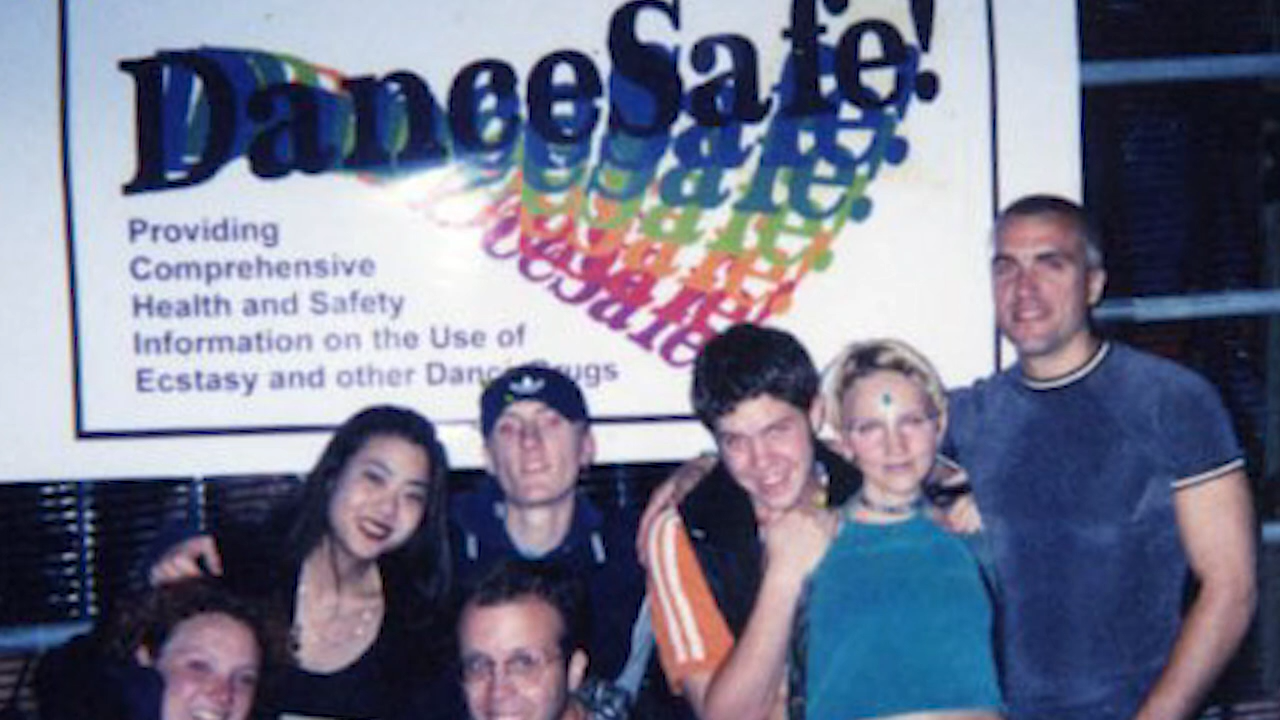 DanceSafe!
Providing
Comprehensive
Health and Safety
Information on the Use of
Ecstasy and other Dance Drugs